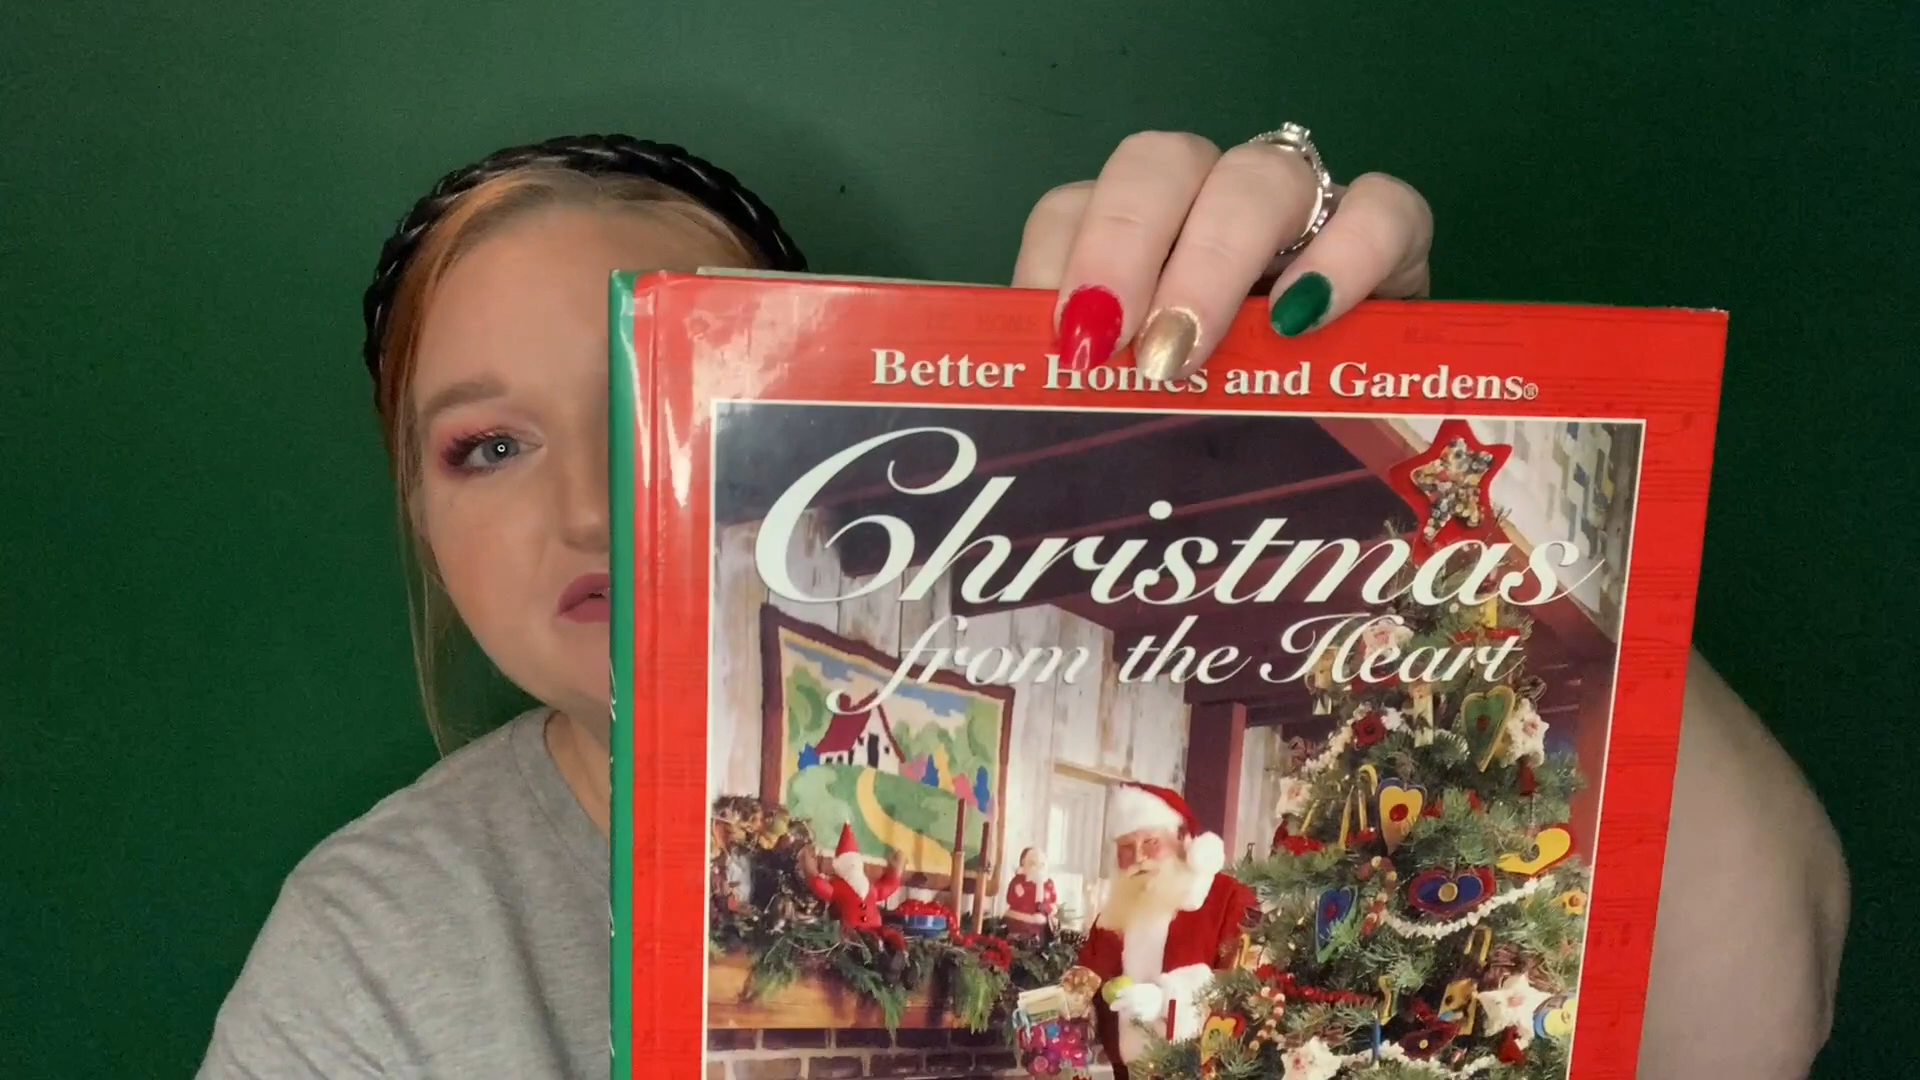 Better Homes and Gardens®
Christmas
from the Heart